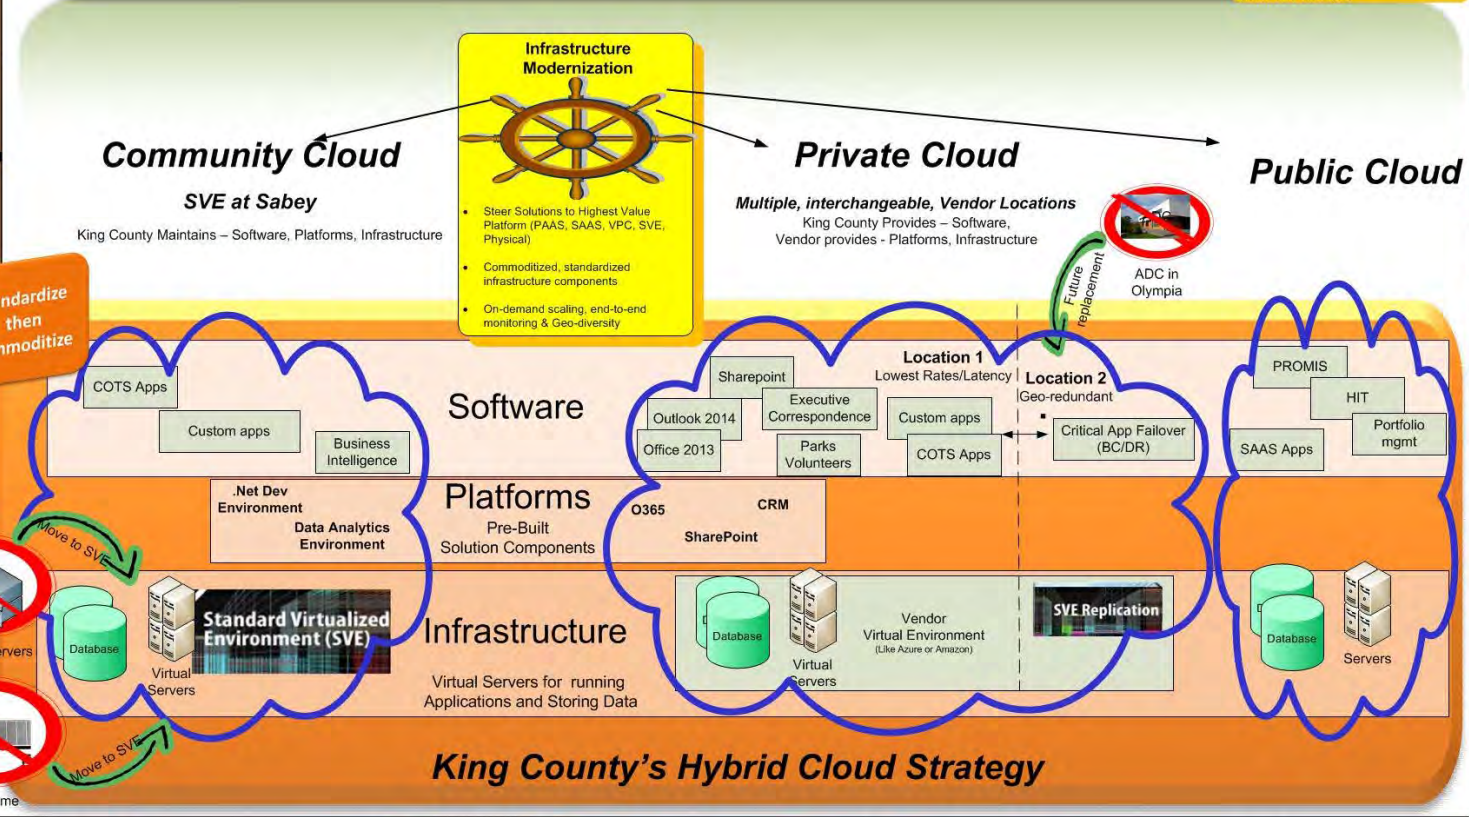 Infrastructure
Modernization
Community Cloud
SVE at Sabey
King County Maintains – Software, Platforms, Infrastructure
• Steer Solutions to Highest Value
Platform (PAAS, SAAS, VPC, SVE,
Physical)
• Commoditized, standardized
infrastructure components
• On-demand scaling, end-to-end
monitoring & Geo-diversity
Private Cloud
Multiple, interchangeable, Vendor Locations
King County Provides – Software,
Vendor provides - Platforms, Infrastructure
Public Cloud
ADC in
Olympia
Future
replacement
ndardize
then
mmoditize
Software
COTS Apps
Custom apps
Business
Intelligence
Sharepoint
Outlook 2014
Office 2013
Executive
Correspondence
Parks
Volunteers
Location 1
Lowest Rates/Latency
Custom apps
COTS Apps
Location 2
Geo-redundant
Critical App Failover
(BC/DR)
PROMIS
HIT
Portfolio
mgmt
SAAS Apps
Platforms
Pre-Built
Solution Components
.Net Dev
Environment
Data Analytics
Environment
O365
CRM
SharePoint
Move to SVE
ervers
Database
Virtual
Servers
Standard Virtualized
Environment (SVE)
Infrastructure
Virtual Servers for running
Applications and Storing Data
Database
Virtual
Servers
Vendor
Virtual Environment
(Like Azure or Amazon)
SVE Replication
Database
Servers
Move to SVE
me
King County's Hybrid Cloud Strategy